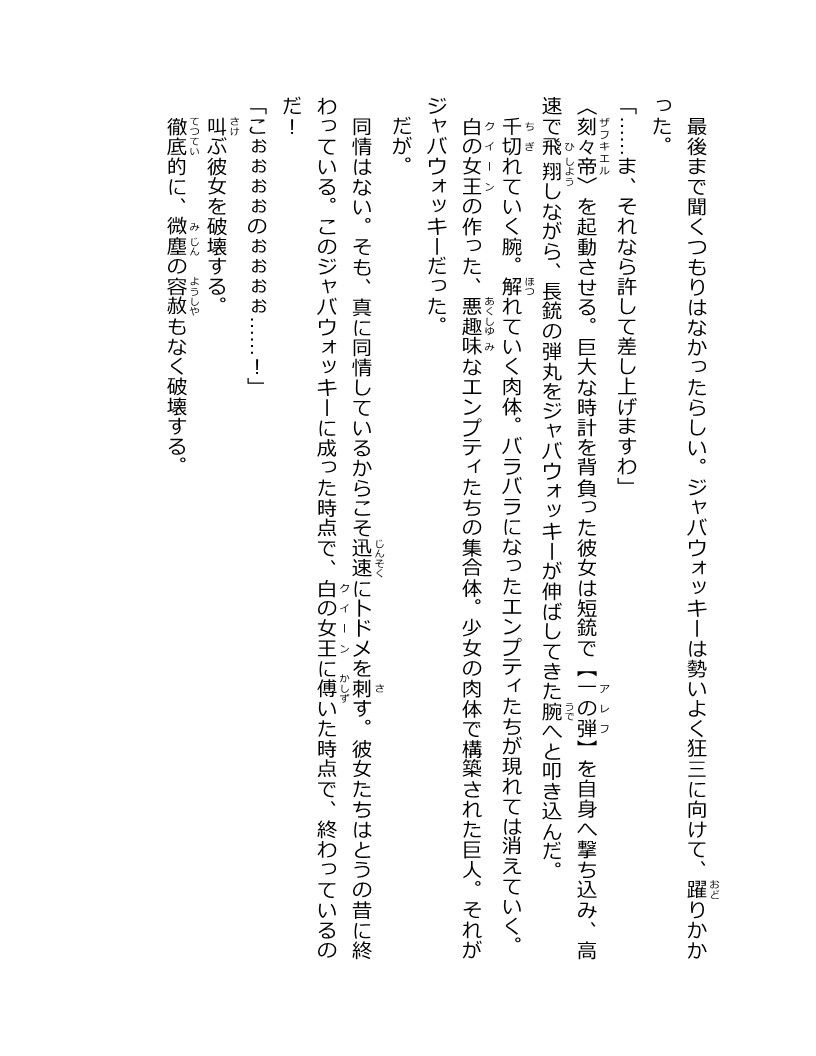 最後まで聞くつもりはなかったらしい。ジャバウォッキーは勢いよく狂三に向けて、躍りかか
った。
「……ま、それなら許して差し上げますわ」
〈刻々帝〉を起動させる。巨大な時計を背負った彼女は短銃で【一の弾】を自身へ撃ち込み、高
速で飛翔しながら、長銃の弾丸をジャバウォッキーが伸ばしてきた腕へと叩き込んだ。
　千切れていく腕。解れていく肉体。バラバラになったエンプティたちが現れては消えていく。
　白の女王の作った、悪趣味なエンプティたちの集合体。少女の肉体で構築された巨人。それが
ジャバウォッキーだった。
　だが。
　同情はない。そも、真に同情しているからこそ迅速にトドメを刺す。彼女たちはとうの昔に終
わっている。このジャバウォッキーに成った時点で、白の女王に傅いた時点で、終わっているの
だ！
「こぉぉぉぉのぉぉぉぉ……！」
　叫ぶ彼女を破壊する。
　徹底的に、微塵の容赦もなく破壊する。